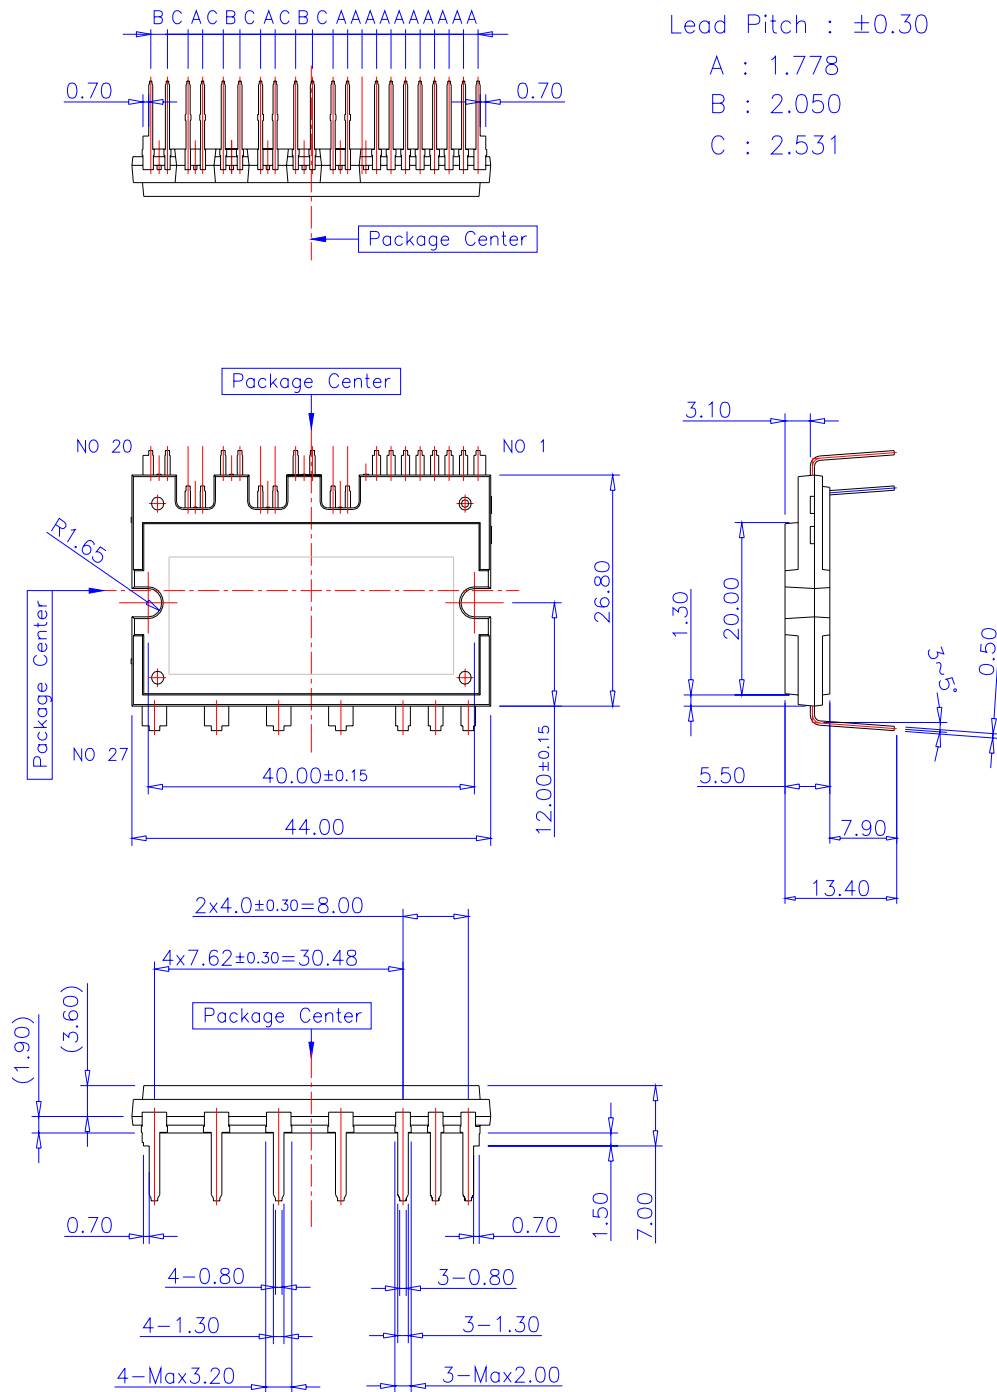 B C A C B C A C B C A A A A A A A A A A
Lead Pitch : ±0.30
A : 1.778
B : 2.050
C : 2.531
0.70
0.70
Package Center
Package Center
NO 20
NO 1
3.10
R1.65
26.80
1.30
20.00
3~5°
0.50
Package Center
NO 27
40.00±0.15
12.00±0.15
44.00
5.50
7.90
13.40
2x4.0±0.30=8.00
4x7.62±0.30=30.48
Package Center
(1.90)
(3.60)
0.70
0.70
1.50
7.00
4-0.80
3-0.80
4-1.30
3-1.30
4-Max3.20
3-Max2.00